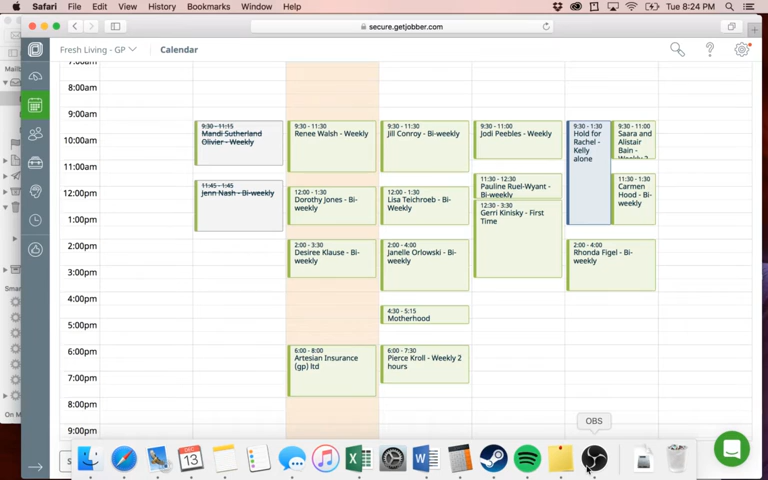 Safari File Edit View History Bookmarks Window Help
Tue 8:24 PM
secure.getjobber.com
Fresh Living - GP
Calendar
Mailb
Smar
On M
8:00am
9:00am
10:00am
11:00am
12:00pm
1:00pm
2:00pm
3:00pm
4:00pm
5:00pm
6:00pm
7:00pm
8:00pm
9:00pm
9:30 - 11:15
Mandi Sutherland
Olivier - Weekly
11:45 - 1:45
Jenn Nash - Bi-weekly
9:30 - 11:30
Renee Walsh - Weekly
12:00 - 1:30
Dorothy Jones - Bi-
weekly
2:00 - 3:30
Desiree Klause - Bi-
weekly
6:00 - 8:00
Artesian Insurance
(gp) ltd
9:30 - 11:30
Jill Conroy - Bi-weekly
12:00 - 1:30
Lisa Teichroeb - Bi-
weekly
2:00 - 4:00
Janelle Orlowski - Bi-
weekly
4:30 - 5:15
Motherhood
6:00 - 7:30
Pierce Kroll - Weekly 2
hours
9:30 - 11:00
Jodi Peebles - Weekly
11:30 - 12:30
Pauline Ruel-Wyant -
Bi-weekly
12:30 - 3:30
Gerri Kinisky - First
Time
9:30 - 1:30
Hold for
Rachel -
Kelly
alone
9:30 - 11:00
Saara and
Alistair
Bain -
11:30 - 1:30
Carmen
Hood - Bi-
weekly
2:00 - 4:00
Rhonda Figel - Bi-
weekly
OBS
DEC
13